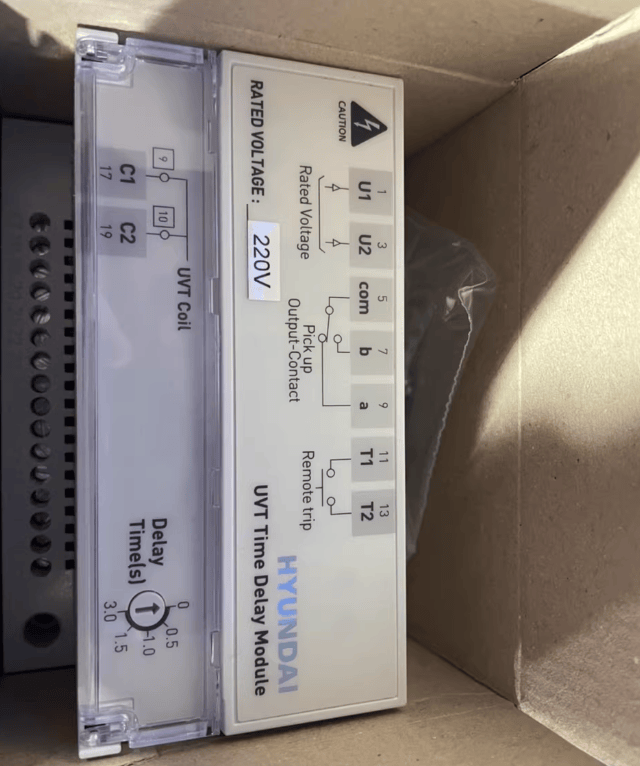 CAUTION
1 3 5 7 9 11 13
U1 U2 com b a T1 T2
Rated Voltage
Pick up
Output-Contact
Remote trip
HYUNDAI
RATED VOLTAGE : 220V
UVT Time Delay Module
UVT Coil
9 10
C1 C2
17 19
Delay
Time(s)
0
0.5
1.0
1.5
3.0